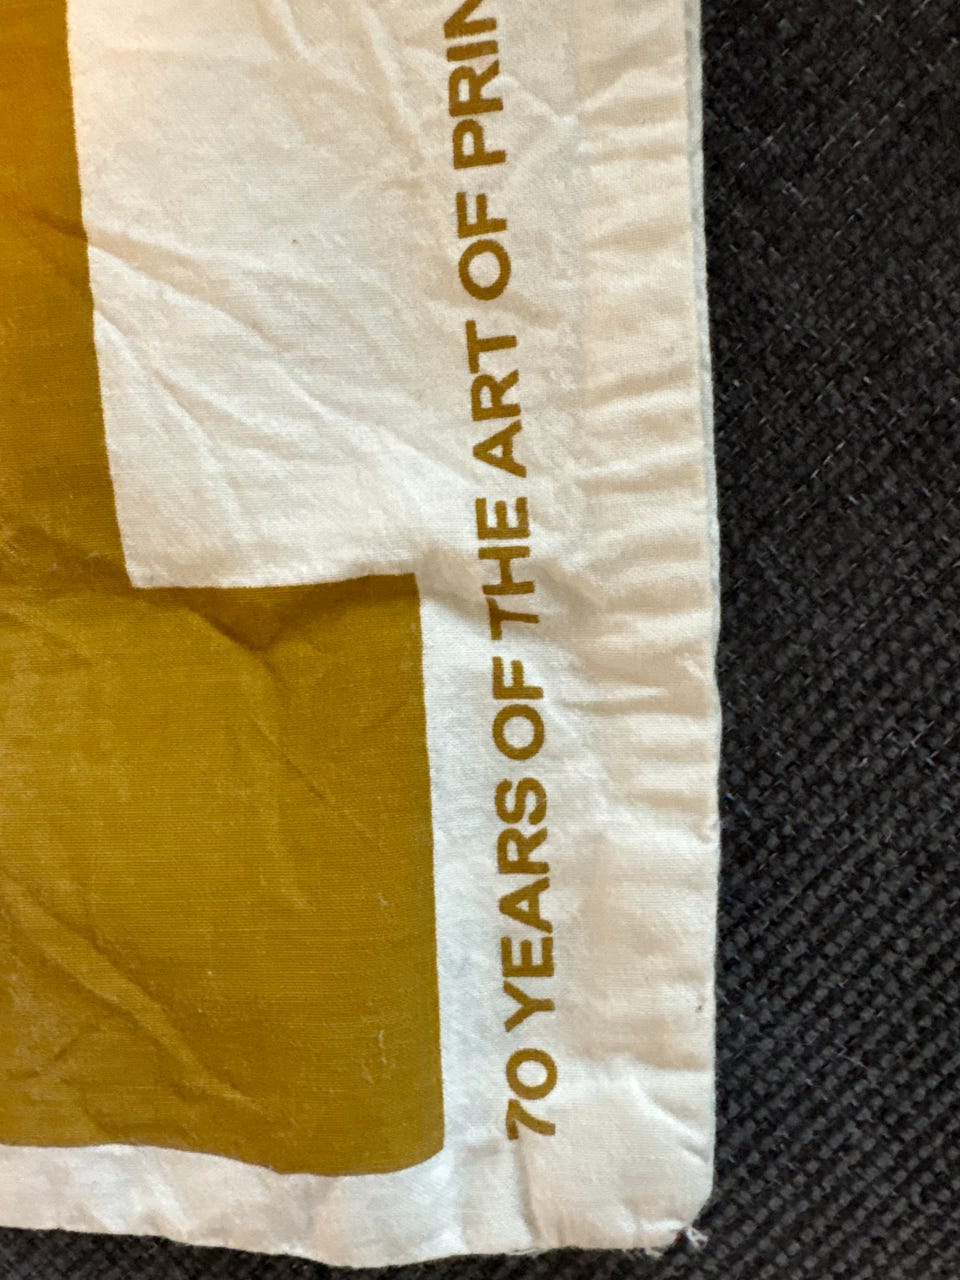 70 YEARS OF THE ART OF PRIN